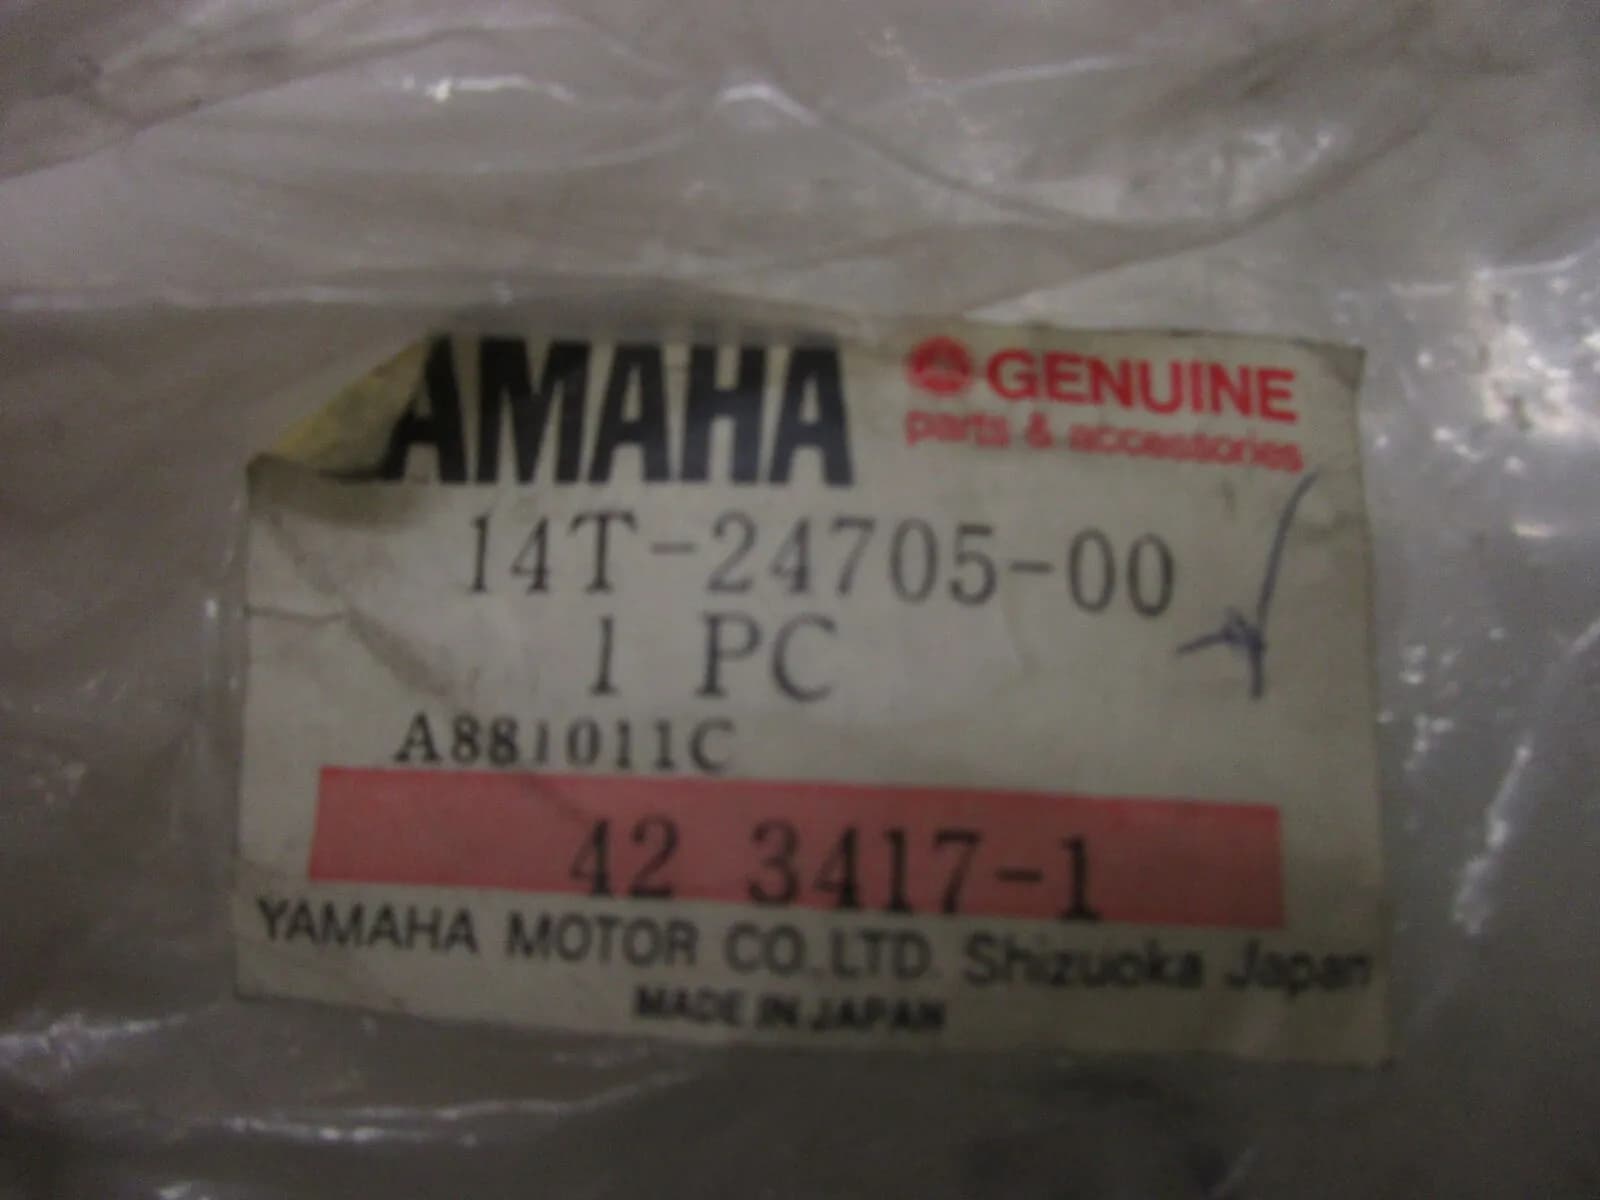 AMAHA GENUINE
parts & accessories
14T-24705-00
1 PC
A881011C
42 3417-1
YAMAHA MOTOR CO.,LTD. Shizuoka Japan
MADE IN JAPAN